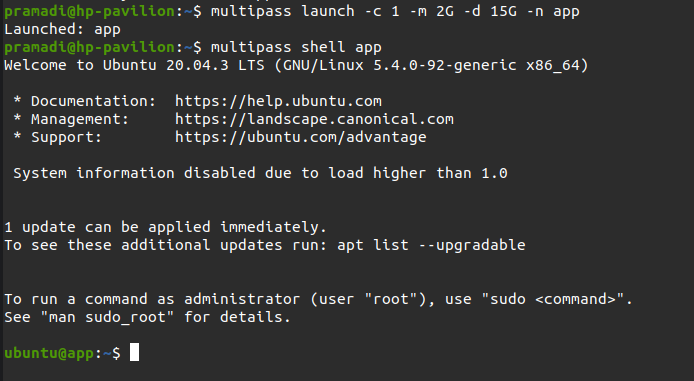 pramadi@hp-pavilion:~$ multipass launch -c 1 -m 2G -d 15G -n app
Launched: app
pramadi@hp-pavilion:~$ multipass shell app
Welcome to Ubuntu 20.04.3 LTS (GNU/Linux 5.4.0-92-generic x86_64)
* Documentation:  https://help.ubuntu.com
* Management:     https://landscape.canonical.com
* Support:        https://ubuntu.com/advantage
System information disabled due to load higher than 1.0
1 update can be applied immediately.
To see these additional updates run: apt list --upgradable
To run a command as administrator (user "root"), use "sudo <command>".
See "man sudo_root" for details.
ubuntu@app:~$